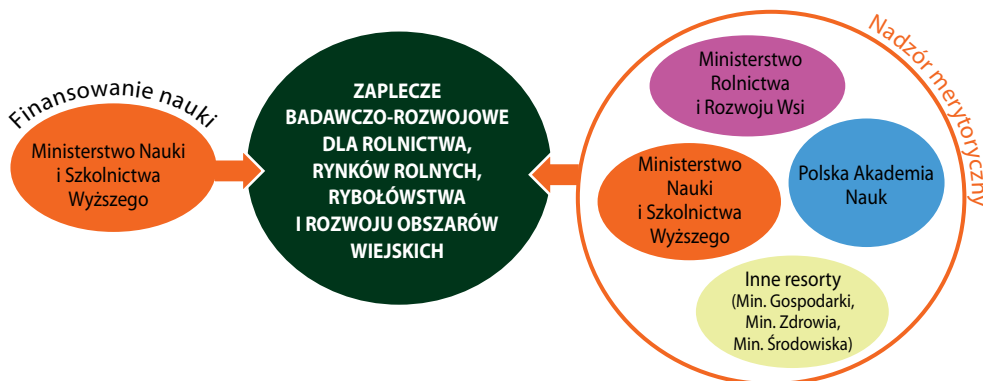 Finansowanie nauki
Ministerstwo Nauki
i Szkolnictwa
Wyższego
ZAPLECZE
BADAWCZO-ROZWOJOWE
DLA ROLNICTWA,
RYNKÓW ROLNYCH,
RYBOŁÓWSTWA
I ROZWOJU OBSZARÓW
WIEJSKICH
Nadzór merytoryczny
Ministerstwo
Rolnictwa
i Rozwoju Wsi
Ministerstwo
Nauki
i Szkolnictwa
Wyższego
Polska Akademia
Nauk
Inne resorty
(Min. Gospodarki,
Min. Zdrowia,
Min. Środowiska)